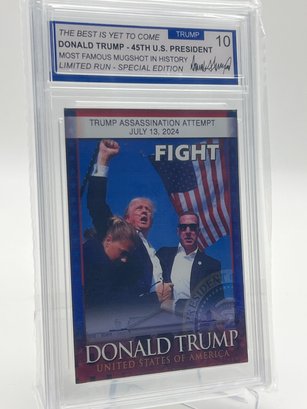 THE BEST IS YET TO COME
TRUMP
DONALD TRUMP - 45TH U.S. PRESIDENT
10
MOST FAMOUS MUGSHOT IN HISTORY
LIMITED RUN - SPECIAL EDITION
TRUMP ASSASSINATION ATTEMPT
JULY 13, 2024
FIGHT
DONALD TRUMP
UNITED STATES OF AMERICA